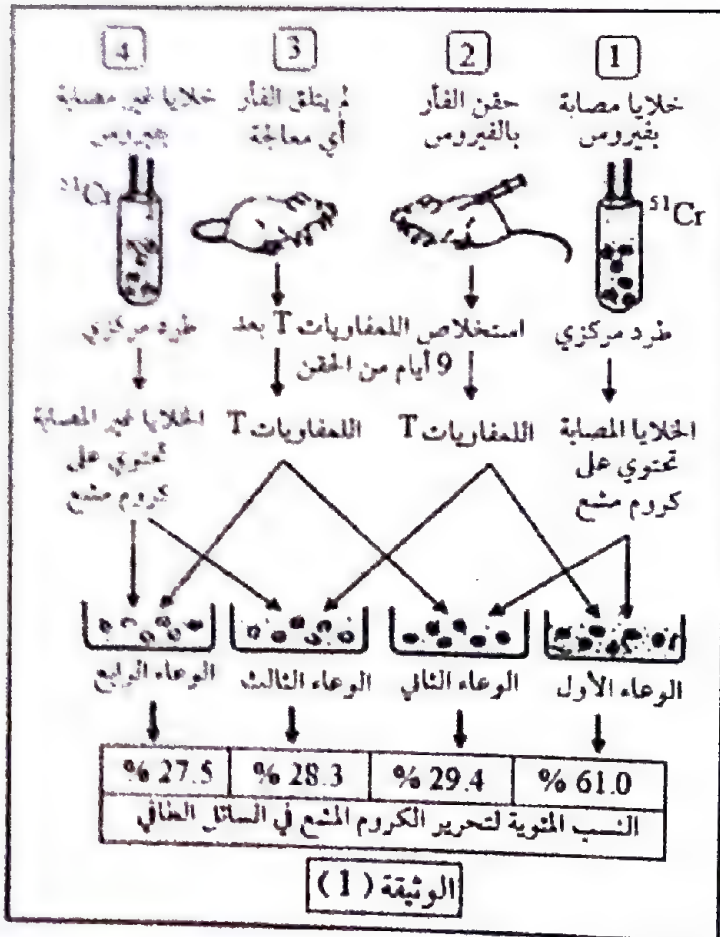 1
خلايا مصابة
بفيروس
51Cr
طرد مركزي
الخلايا المصابة
تحتوي على
كروم مشع
2
حقن الفأر
بالفيروس
3
لم يتلق الفأر
أي معالجة
استخلاص اللمفاويات T بعد
9 أيام من الحقن
اللمفاويات T
اللمفاويات T
4
خلايا غير مصابة
بفيروس
51Cr
طرد مركزي
الخلايا غير المصابة
تحتوي على
كروم مشع
الوعاء الأول
الوعاء الثاني
الوعاء الثالث
الوعاء الرابع
% 61.0
% 29.4
% 28.3
% 27.5
النسب المئوية لتحرير الكروم المشع في السائل الطافي
الوثيقة (1)